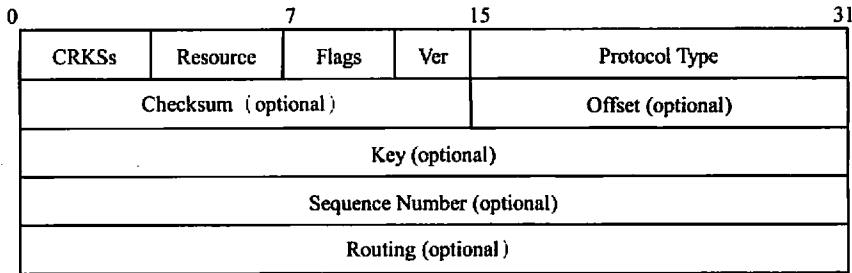 0 7 15 31
CRKSs Resource Flags Ver Protocol Type
Checksum (optional) Offset (optional)
Key (optional)
Sequence Number (optional)
Routing (optional)